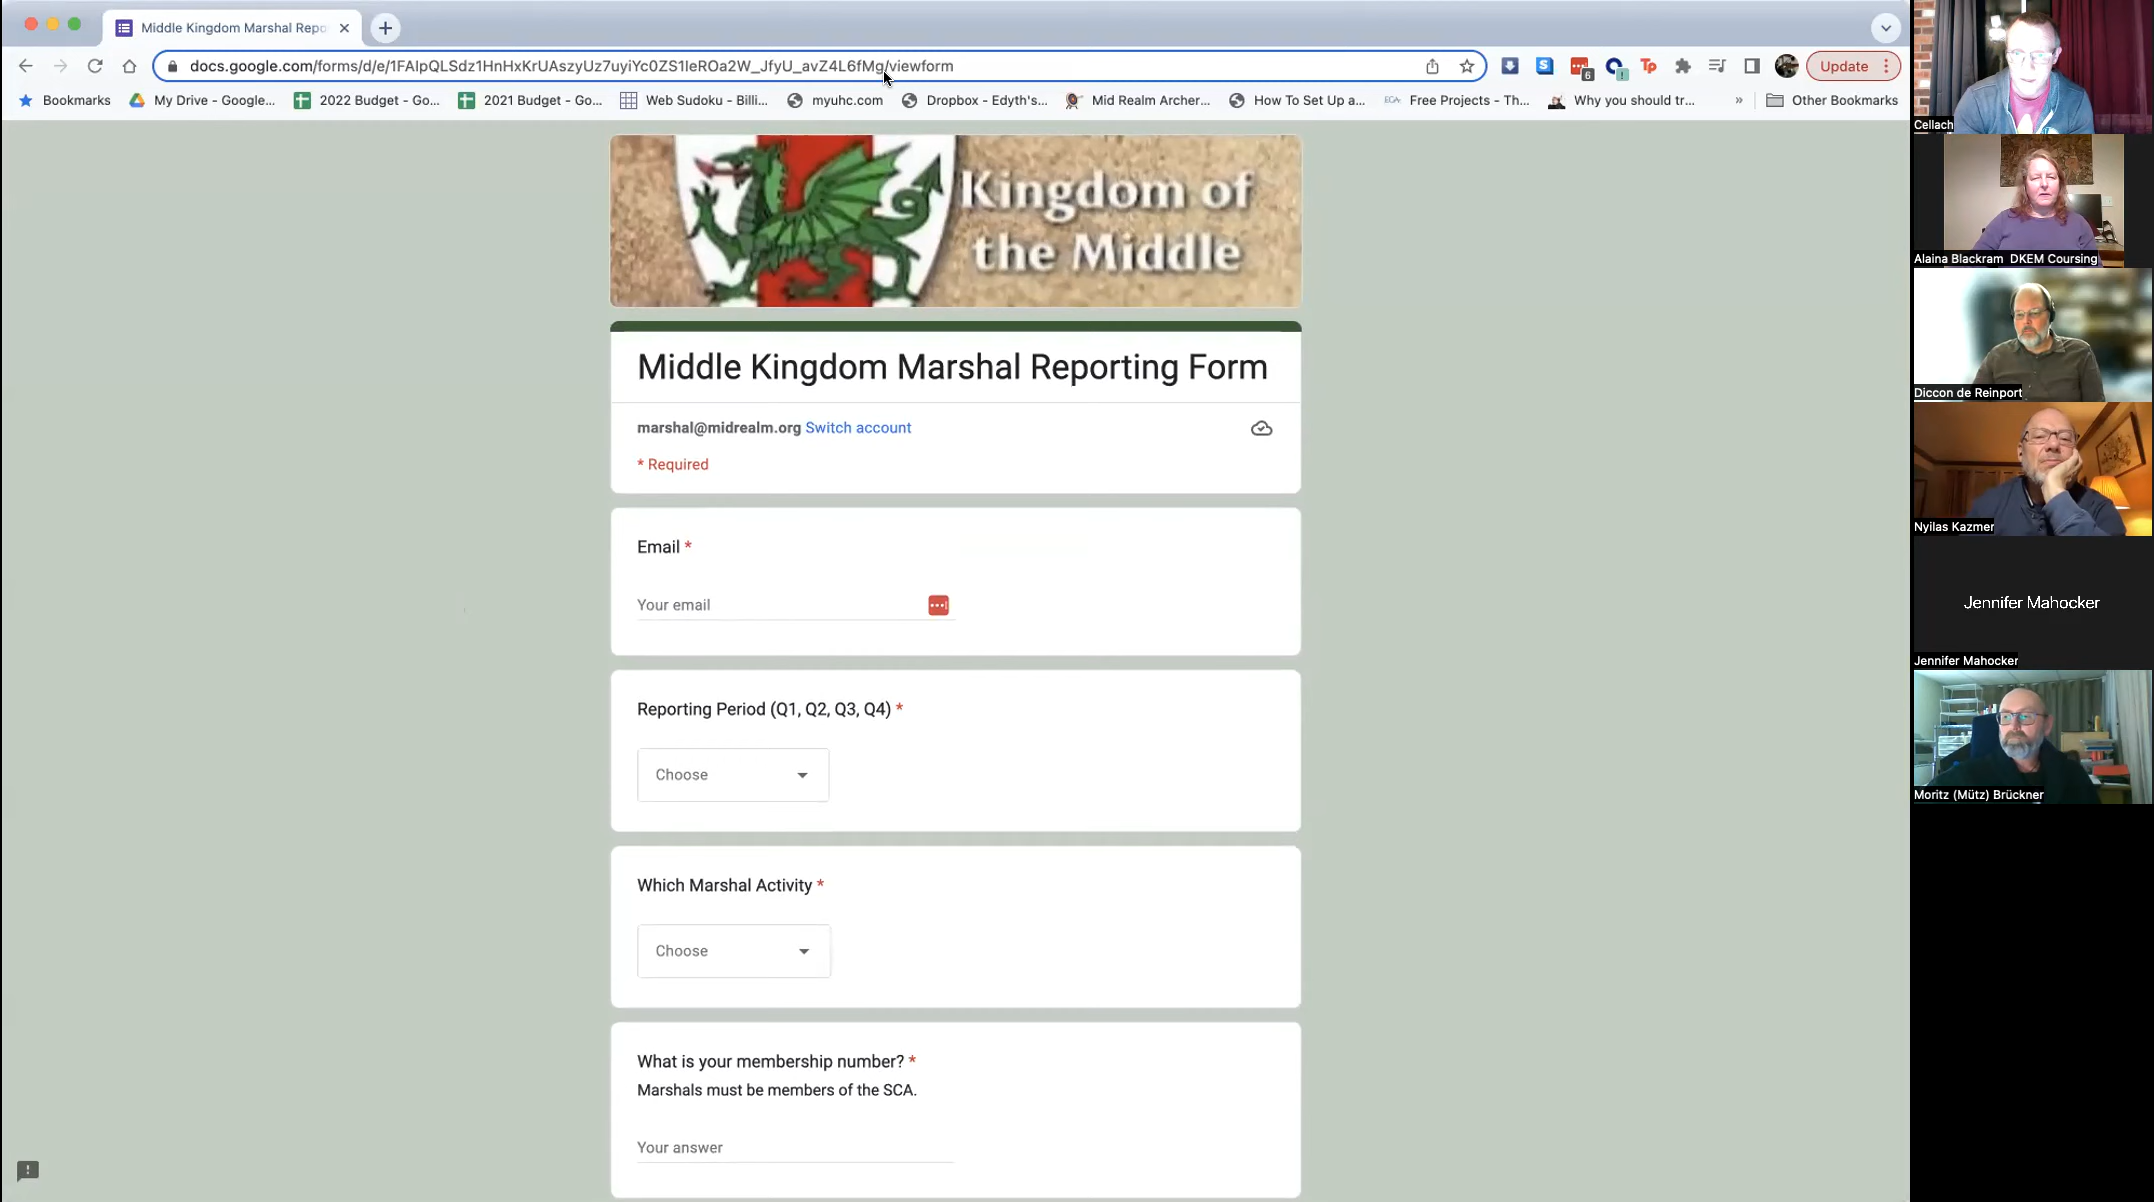 Middle Kingdom Marshal Repo
docs.google.com/forms/d/e/1FAIpQLSdz1HnHxKrUAszyUz7uyiYc0ZS1IeROa2W_JfyU_avZ4L6fMg/viewform
6
Tp
Update
Bookmarks
My Drive - Google...
2022 Budget - Go...
2021 Budget - Go...
Web Sudoku - Billi...
myuhc.com
Dropbox - Edyth's...
Mid Realm Archer...
How To Set Up a...
Free Projects - Th...
Why you should tr...
»
Other Bookmarks
Kingdom of
the Middle
Middle Kingdom Marshal Reporting Form
marshal@midrealm.org Switch account
* Required
Email *
Your email
Reporting Period (Q1, Q2, Q3, Q4) *
Choose
Which Marshal Activity *
Choose
What is your membership number? *
Marshals must be members of the SCA.
Your answer
Cellach
Alaina Blackram DKEM Coursing
Diccon de Reinport
Nyilas Kazmer
Jennifer Mahocker
Jennifer Mahocker
Moritz (Mütz) Brückner